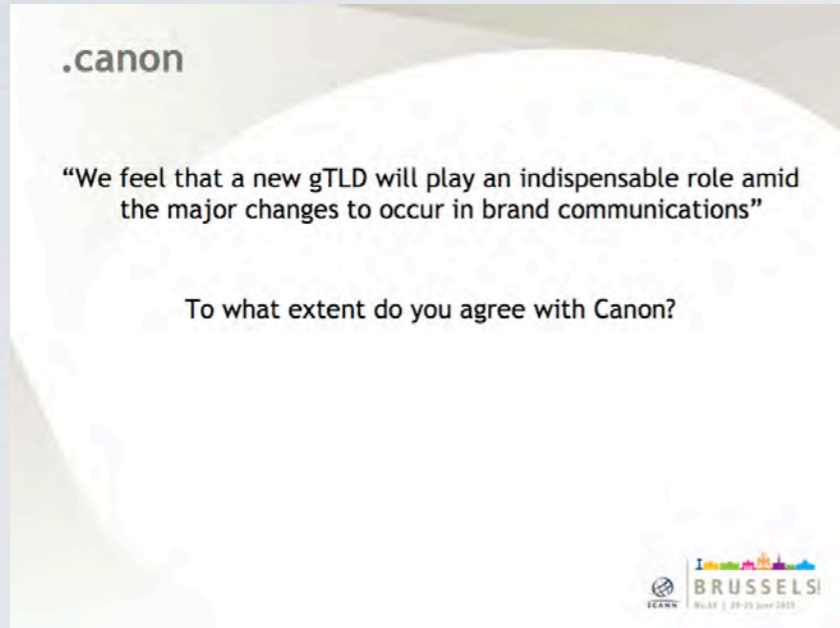 .canon
“We feel that a new gTLD will play an indispensable role amid
the major changes to occur in brand communications”
To what extent do you agree with Canon?
BRUSSELS!
ICANN